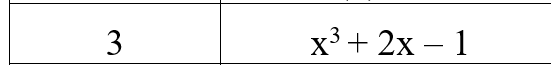 3 x³ + 2x – 1